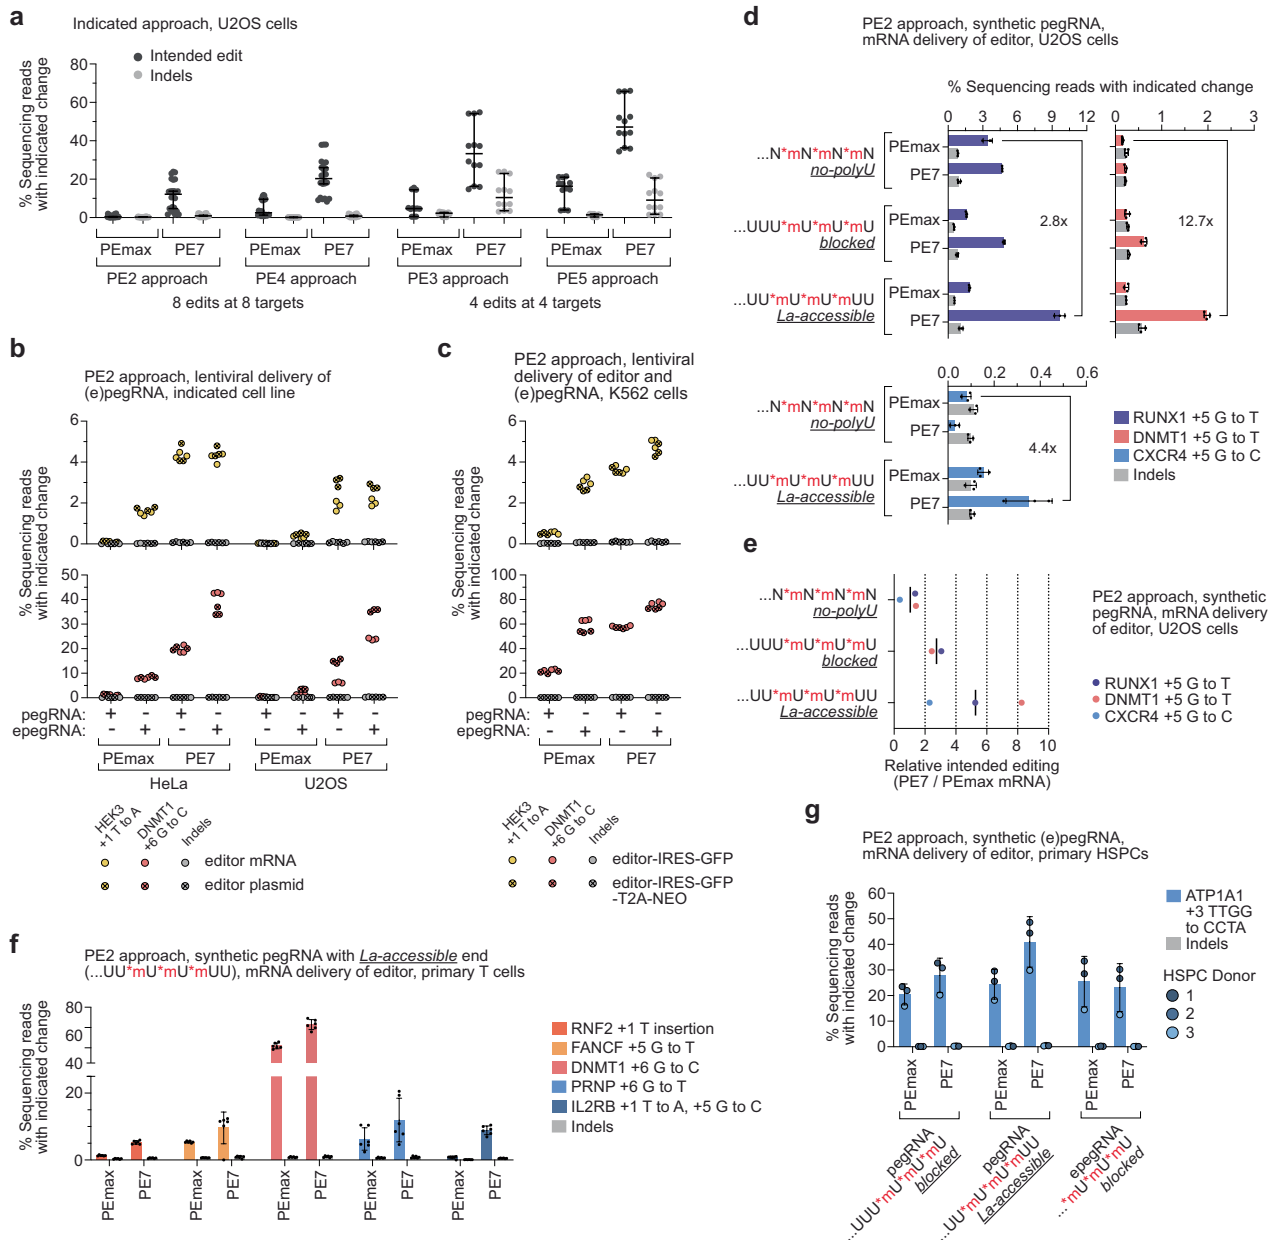 a
Indicated approach, U2OS cells
Intended edit
Indels
% Sequencing reads
with indicated change
80
60
40
20
0
PEmax PE7 PEmax PE7 PEmax PE7 PEmax PE7
PE2 approach PE4 approach PE3 approach PE5 approach
8 edits at 8 targets 4 edits at 4 targets
b
PE2 approach, lentiviral delivery of
(e)pegRNA, indicated cell line
% Sequencing reads
with indicated change
6
4
2
0
50
40
30
20
10
0
pegRNA: + - + - + - + -
epegRNA: - + - + - + - +
PEmax PE7 PEmax PE7
HeLa U2OS
HEK3
+1 T to A
DNMT1
+6 G to C
Indels
editor mRNA
editor plasmid
c
PE2 approach, lentiviral
delivery of editor and
(e)pegRNA, K562 cells
% Sequencing reads
with indicated change
6
4
2
0
100
80
60
40
20
0
pegRNA: + - + -
epegRNA: - + - +
PEmax PE7
HEK3
+1 T to A
DNMT1
+6 G to C
Indels
editor-IRES-GFP
editor-IRES-GFP
-T2A-NEO
d
PE2 approach, synthetic pegRNA,
mRNA delivery of editor, U2OS cells
% Sequencing reads with indicated change
0 3 6 9 12 0 1 2 3
...N*mN*mN*mN
no-polyU
PEmax
PE7
...UUU*mU*mU*mU
blocked
PEmax
PE7
...UU*mU*mU*mUU
La-accessible
PEmax
PE7
2.8x
12.7x
0.0 0.2 0.4 0.6
...N*mN*mN*mN
no-polyU
PEmax
PE7
...UU*mU*mU*mUU
La-accessible
PEmax
PE7
4.4x
RUNX1 +5 G to T
DNMT1 +5 G to T
CXCR4 +5 G to C
Indels
e
...N*mN*mN*mN
no-polyU
...UUU*mU*mU*mU
blocked
...UU*mU*mU*mUU
La-accessible
0 2 4 6 8 10
Relative intended editing
(PE7 / PEmax mRNA)
PE2 approach, synthetic
pegRNA, mRNA delivery
of editor, U2OS cells
RUNX1 +5 G to T
DNMT1 +5 G to T
CXCR4 +5 G to C
f
PE2 approach, synthetic pegRNA with La-accessible end
(...UU*mU*mU*mUU), mRNA delivery of editor, primary T cells
% Sequencing reads
with indicated change
80
60
40
20
0
PEmax PE7 PEmax PE7 PEmax PE7 PEmax PE7 PEmax PE7
RNF2 +1 T insertion
FANCF +5 G to T
DNMT1 +6 G to C
PRNP +6 G to T
IL2RB +1 T to A, +5 G to C
Indels
g
PE2 approach, synthetic (e)pegRNA,
mRNA delivery of editor, primary HSPCs
% Sequencing reads
with indicated change
60
50
40
30
20
10
0
PEmax PE7 PEmax PE7 PEmax PE7
pegRNA
...UUU*mU*mU*mU
blocked
pegRNA
...UU*mU*mU*mUU
La-accessible
epegRNA
...*mU*mU*mU
blocked
ATP1A1
+3 TTGG
to CCTA
Indels
HSPC Donor
1
2
3